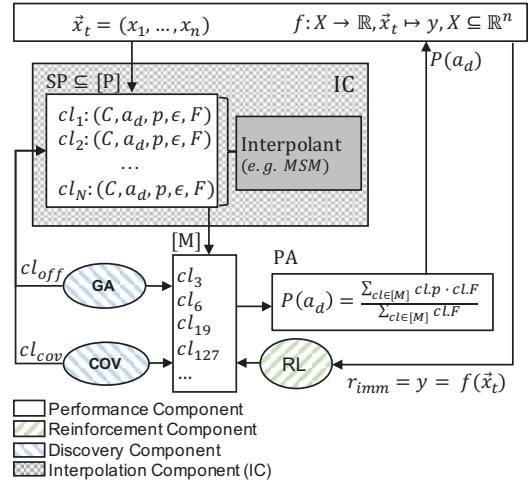 x⃗_t = (x_1, … , x_n)
f: X → ℝ, x⃗_t ↦ y, X ⊆ ℝ^n
P(a_d)
SP ⊆ [P]
IC
cl_1: (C, a_d, p, ϵ, F)
cl_2: (C, a_d, p, ϵ, F)
...
cl_N: (C, a_d, p, ϵ, F)
Interpolant
(e. g. MSM)
[M]
cl_off
GA
cl_3
cl_6
cl_19
cl_127
...
PA
P(a_d) = ∑_{cl∈[M]} cl.p · cl.F / ∑_{cl∈[M]} cl.F
cl_cov
COV
RL
r_imm = y = f(x⃗_t)
Performance Component
Reinforcement Component
Discovery Component
Interpolation Component (IC)